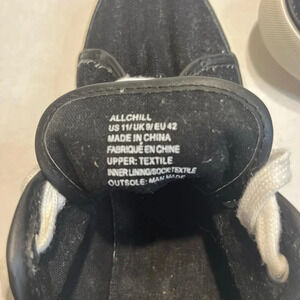 ALLCHILL
US 11/ UK 9/ EU 42
MADE IN CHINA
FABRIQUÉ EN CHINE
UPPER: TEXTILE
INNER LINING/SOCK: TEXTILE
OUTSOLE: MAN MADE